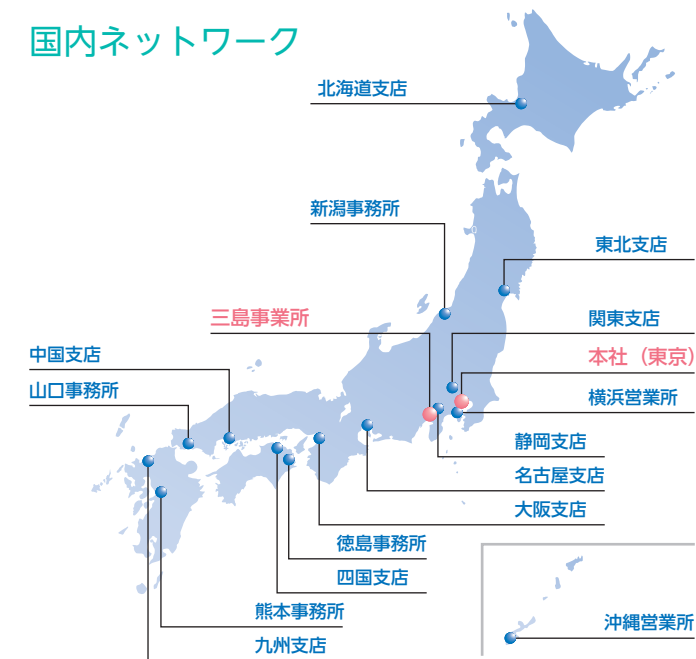 国内ネットワーク
北海道支店
新潟事務所
東北支店
三島事業所
関東支店
中国支店
本社（東京）
山口事務所
横浜営業所
静岡支店
名古屋支店
大阪支店
徳島事務所
四国支店
熊本事務所
沖縄営業所
九州支店